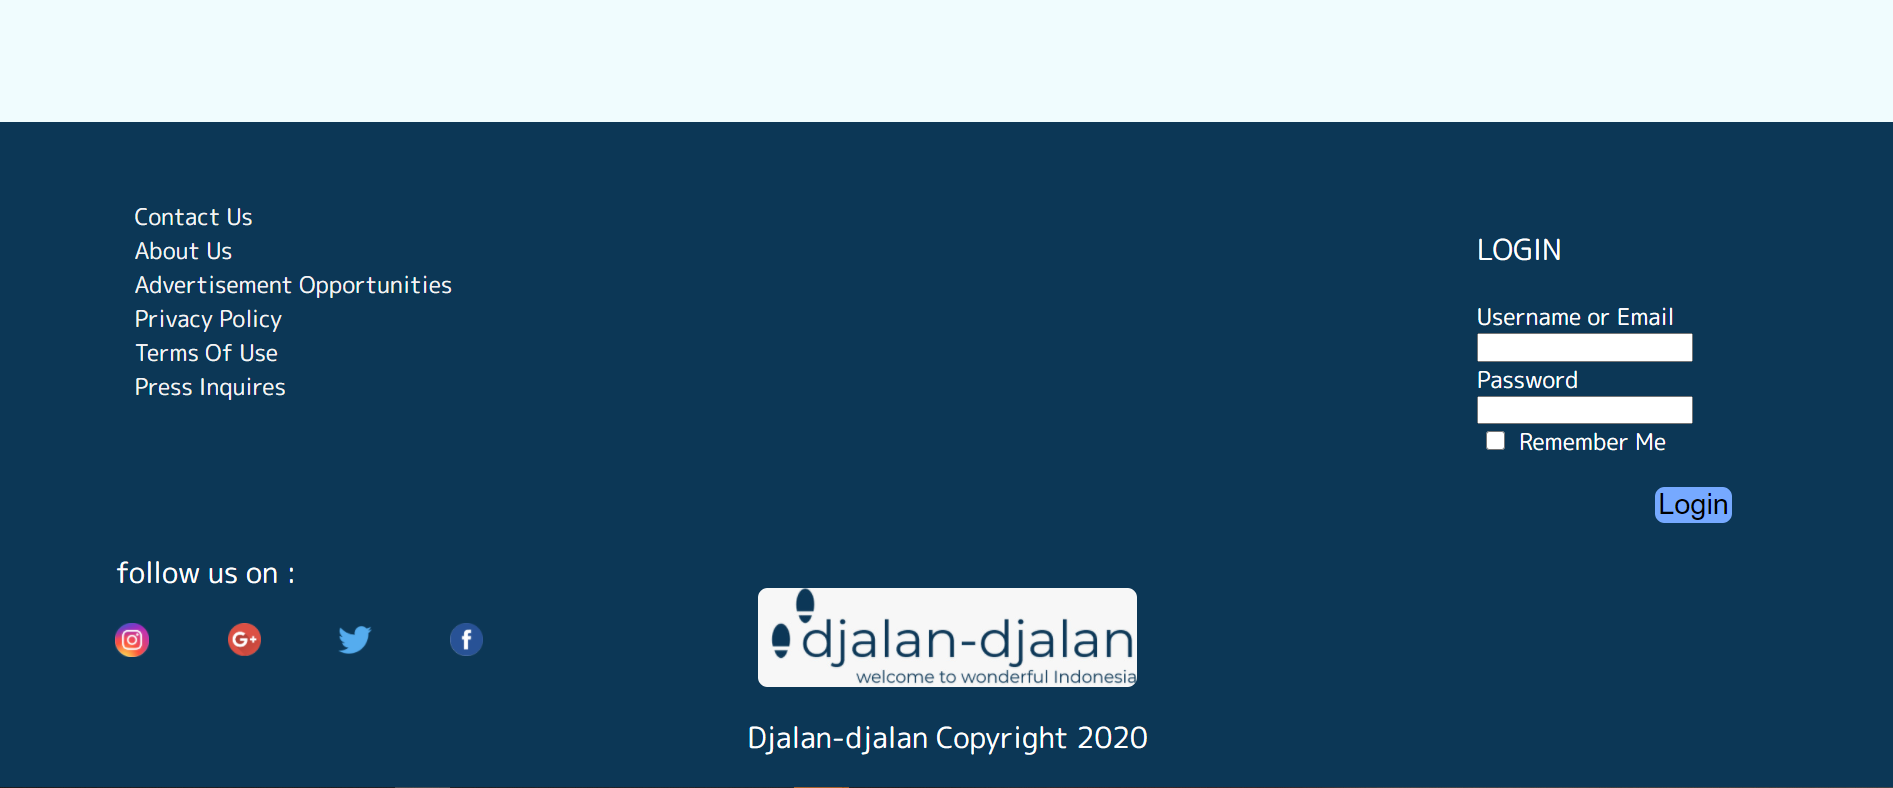 Contact Us
About Us
Advertisement Opportunities
Privacy Policy
Terms Of Use
Press Inquires
LOGIN
Username or Email
Password
Remember Me
Login
follow us on :
G+
f
djalan-djalan
welcome to wonderful Indonesia
Djalan-djalan Copyright 2020